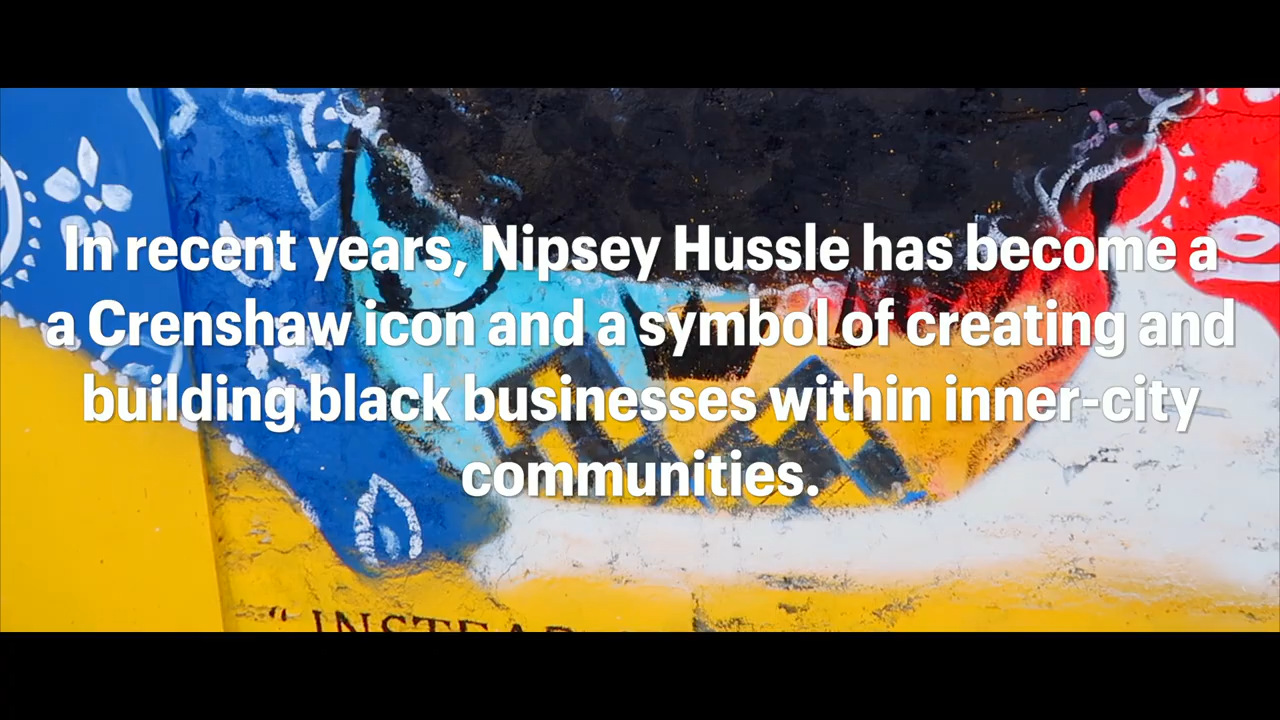 In recent years, Nipsey Hussle has become a
a Crenshaw icon and a symbol of creating and
building black businesses within inner-city
communities.
" INSTEAD